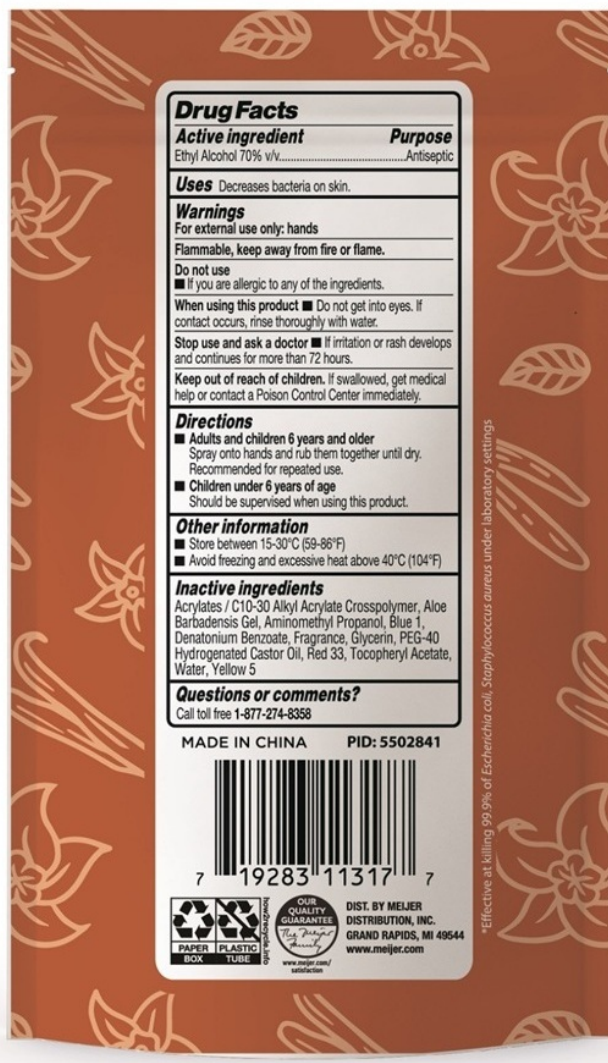 Drug Facts
Active ingredient Purpose
Ethyl Alcohol 70% v/v...Antiseptic
Uses Decreases bacteria on skin.
Warnings
For external use only: hands
Flammable, keep away from fire or flame.
Do not use
■ If you are allergic to any of the ingredients.
When using this product ■ Do not get into eyes. If
contact occurs, rinse thoroughly with water.
Stop use and ask a doctor ■ If irritation or rash develops
and continues for more than 72 hours.
Keep out of reach of children. If swallowed, get medical
help or contact a Poison Control Center immediately.
Directions
■ Adults and children 6 years and older
Spray onto hands and rub them together until dry.
Recommended for repeated use.
■ Children under 6 years of age
Should be supervised when using this product.
Other information
■ Store between 15-30°C (59-86°F)
■ Avoid freezing and excessive heat above 40°C (104°F)
Inactive ingredients
Acrylates / C10-30 Alkyl Acrylate Crosspolymer, Aloe
Barbadensis Gel, Aminomethyl Propanol, Blue 1,
Denatonium Benzoate, Fragrance, Glycerin, PEG-40
Hydrogenated Castor Oil, Red 33, Tocopheryl Acetate,
Water, Yellow 5
Questions or comments?
Call toll free 1-877-274-8358
MADE IN CHINA PID: 5502841
7 19283 11317 7
PAPER
BOX
PLASTIC
TUBE
how2recycle.info
OUR
QUALITY
GUARANTEE
The Meijer
Family
www.meijer.com/
satisfaction
DIST. BY MEIJER
DISTRIBUTION, INC.
GRAND RAPIDS, MI 49544
www.meijer.com
*Effective at killing 99.9% of Escherichia coli, Staphylococcus aureus under laboratory settings